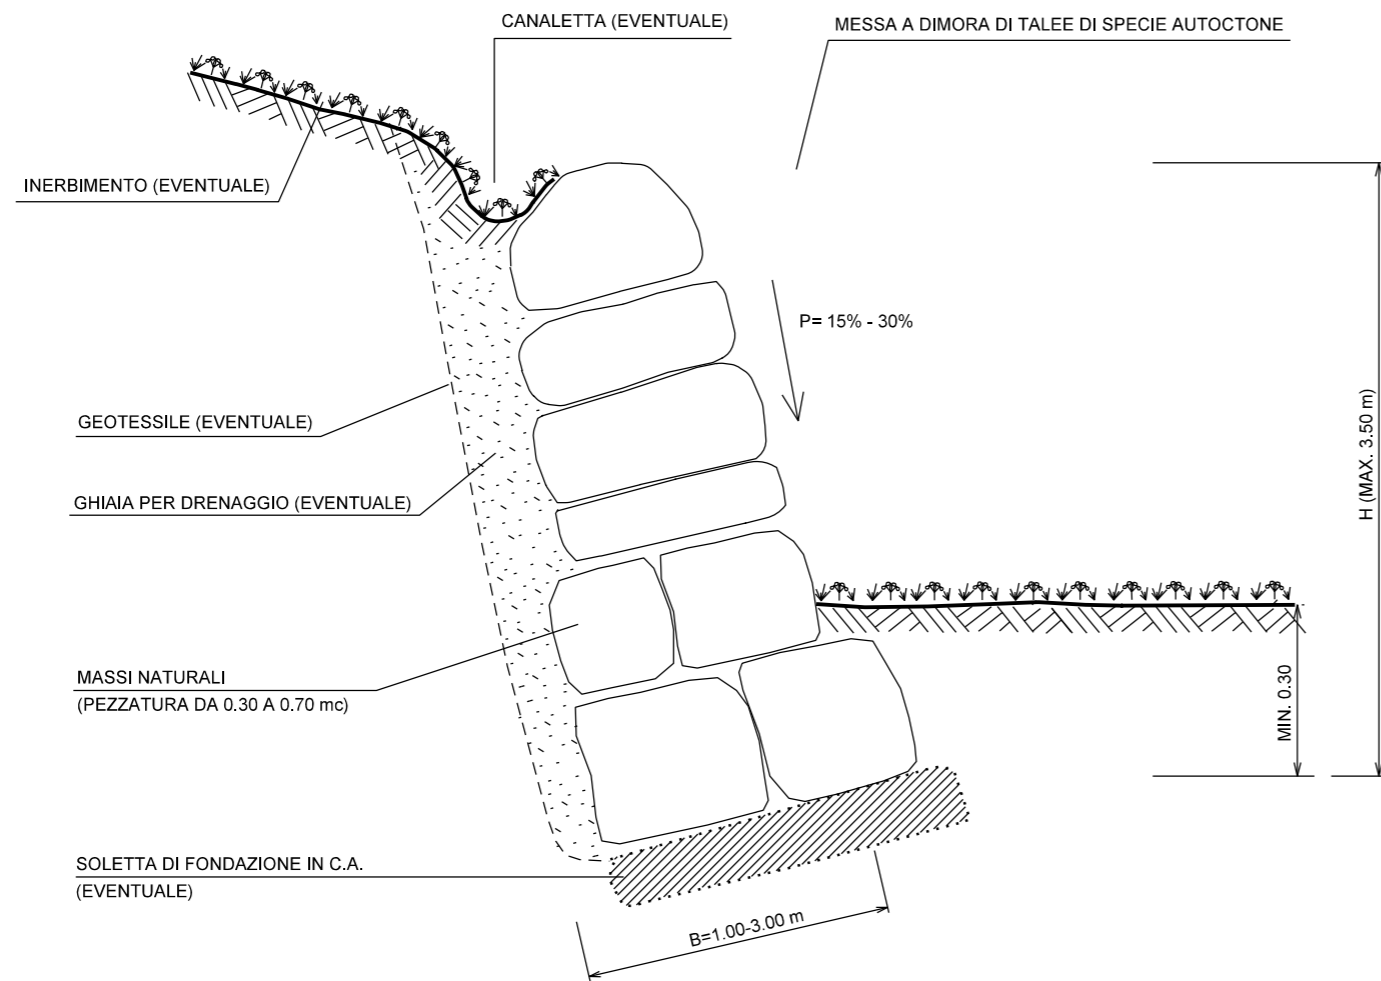 CANALETTA (EVENTUALE)
MESSA A DIMORA DI TALEE DI SPECIE AUTOCTONE
INERBIMENTO (EVENTUALE)
P= 15% - 30%
GEOTESSILE (EVENTUALE)
H (MAX. 3.50 m)
GHIAIA PER DRENAGGIO (EVENTUALE)
MASSI NATURALI
(PEZZATURA DA 0.30 A 0.70 mc)
MIN. 0.30
SOLETTA DI FONDAZIONE IN C.A.
(EVENTUALE)
B=1.00-3.00 m